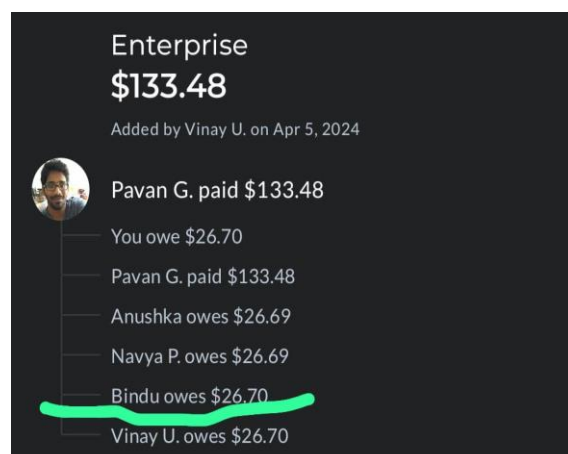 Enterprise
$133.48
Added by Vinay U. on Apr 5, 2024
Pavan G. paid $133.48
You owe $26.70
Pavan G. paid $133.48
Anushka owes $26.69
Navya P. owes $26.69
Bindu owes $26.70
Vinay U. owes $26.70